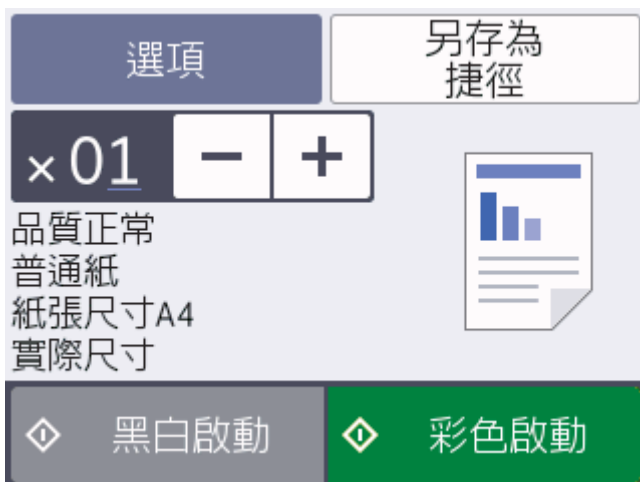 選項
另存為
捷徑
×01 − +
品質正常
普通紙
紙張尺寸A4
實際尺寸
黑白啟動
彩色啟動